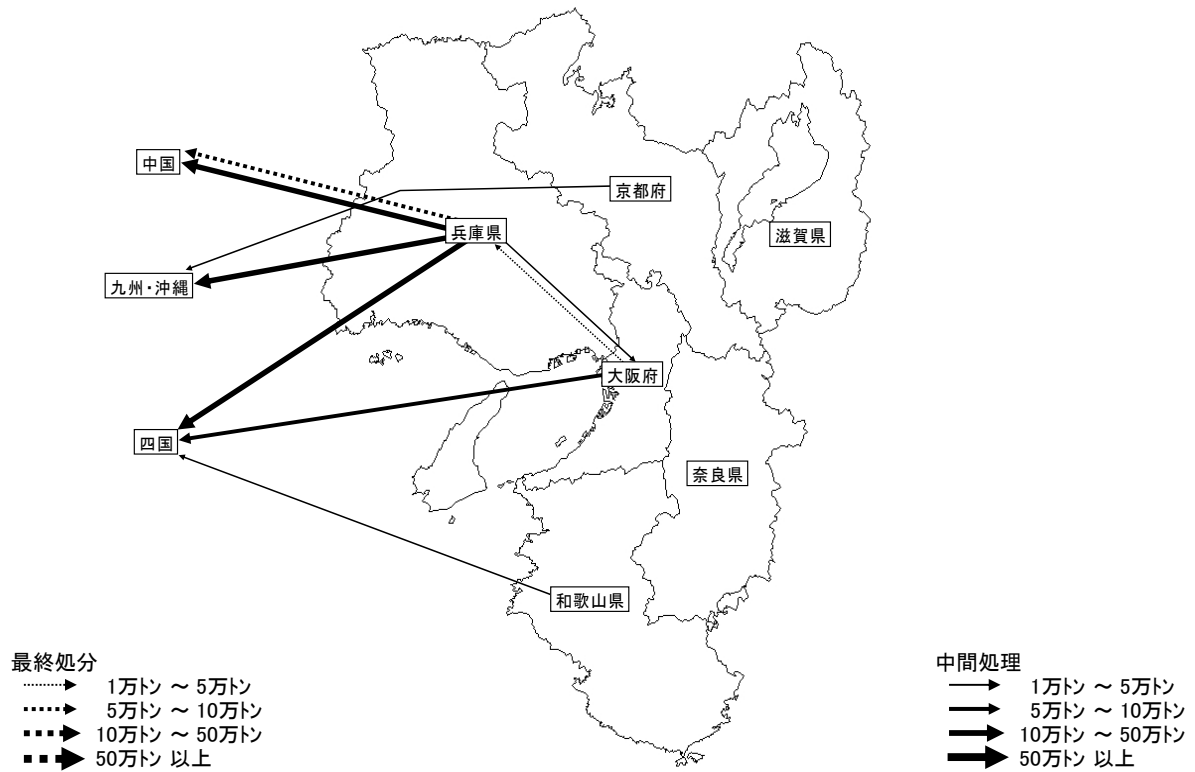 中国
京都府
兵庫県
滋賀県
九州・沖縄
大阪府
四国
奈良県
和歌山県
最終処分
1万トン ～ 5万トン
5万トン ～ 10万トン
10万トン ～ 50万トン
50万トン 以上
中間処理
1万トン ～ 5万トン
5万トン ～ 10万トン
10万トン ～ 50万トン
50万トン 以上